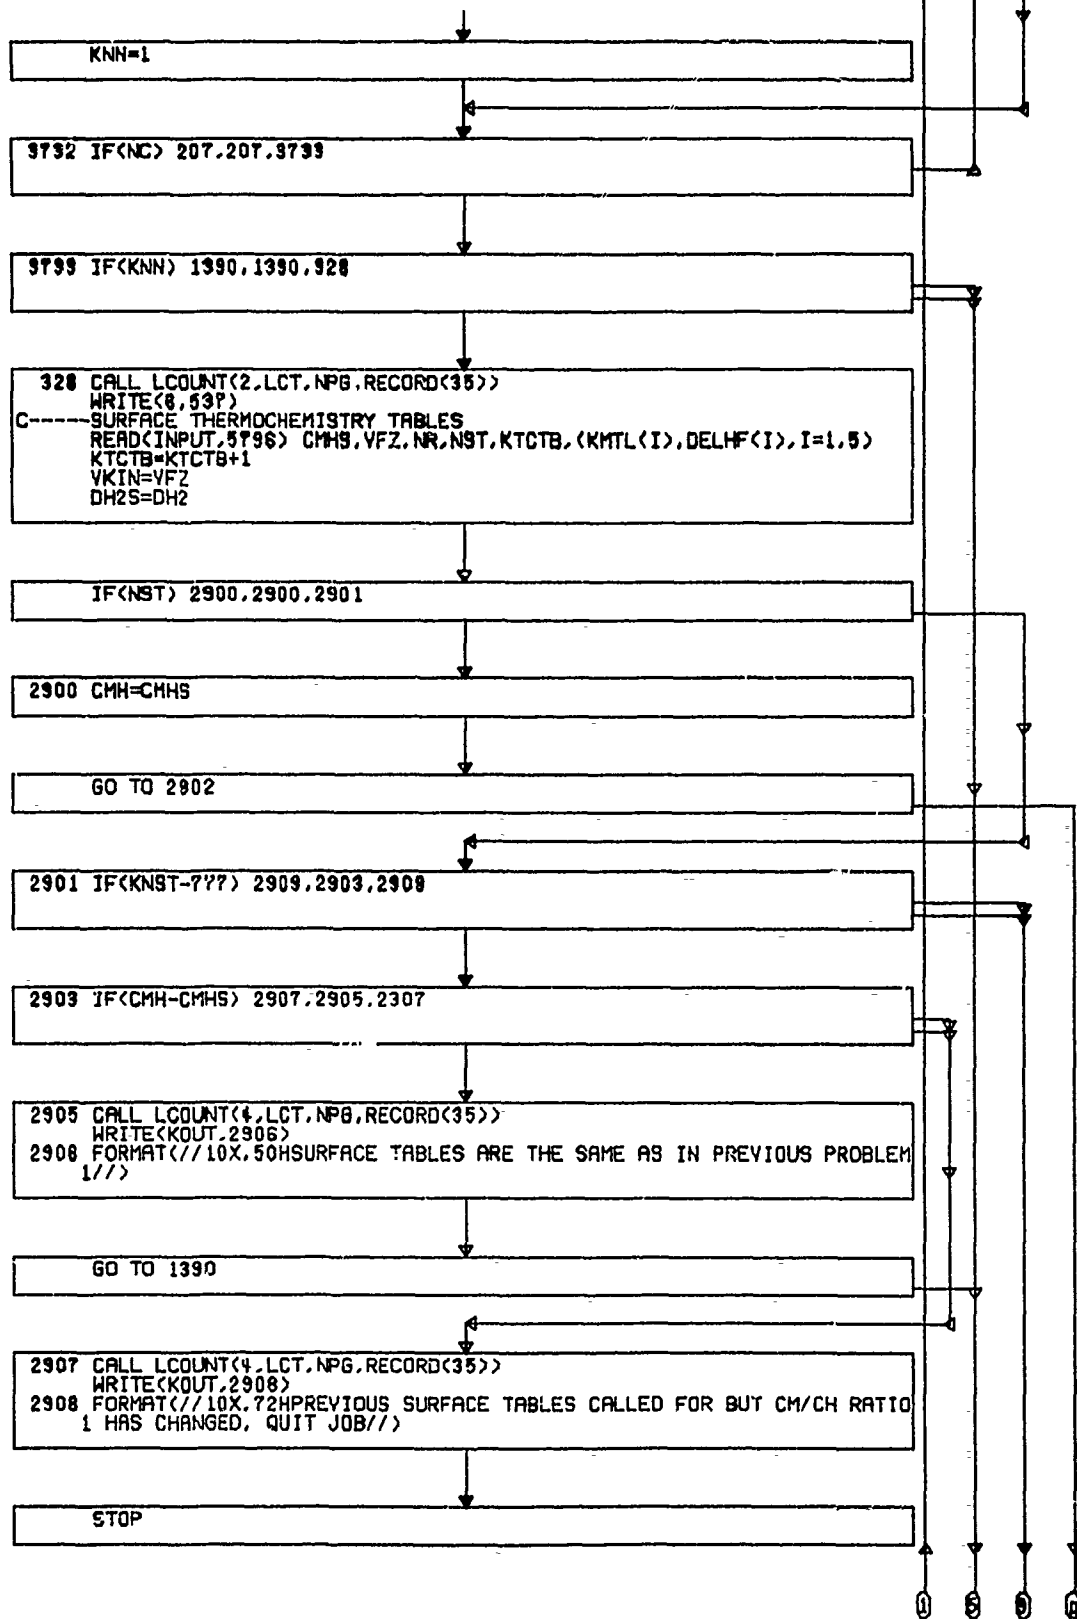 KNN=1
3732 IF(NC) 207,207,3733
3733 IF(KNN) 1390,1390,328
328 CALL LCOUNT(2,LCT,NPG,RECORD(35))
WRITE(6,537)
C-----SURFACE THERMOCHEMISTRY TABLES
READ(INPUT,5796) CMHS,VFZ,NR,NST,KTCTB,(KMTL(I),DELHF(I),I=1,5)
KTCTB=KTCTB+1
VKIN=VFZ
DH2S=DH2
IF(NST) 2900,2900,2901
2900 CMH=CMHS
GO TO 2902
2901 IF(KNST-777) 2909,2903,2909
2903 IF(CMH-CMHS) 2907,2905,2907
2905 CALL LCOUNT(4,LCT,NPG,RECORD(35))
WRITE(KOUT,2906)
2906 FORMAT(//10X,50HSURFACE TABLES ARE THE SAME AS IN PREVIOUS PROBLEM
1//)
GO TO 1390
2907 CALL LCOUNT(4,LCT,NPG,RECORD(35))
WRITE(KOUT,2908)
2908 FORMAT(//10X,72HPREVIOUS SURFACE TABLES CALLED FOR BUT CM/CH RATIO
1 HAS CHANGED, QUIT JOB//)
STOP